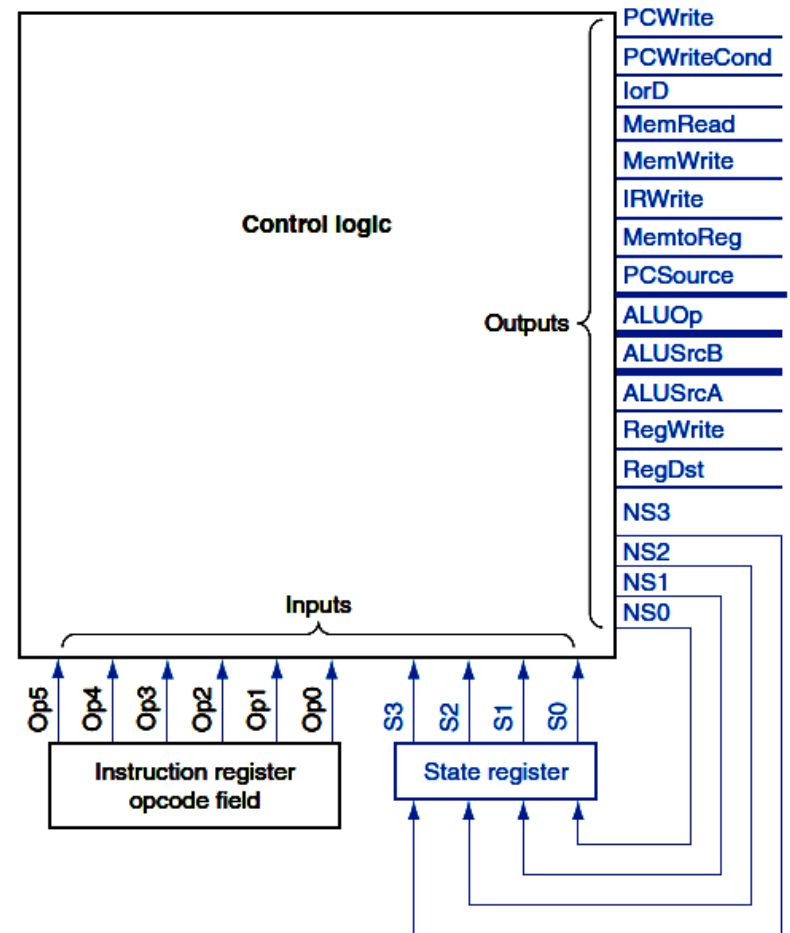 PCWrite
PCWriteCond
IorD
MemRead
MemWrite
IRWrite
Control logic
MemtoReg
PCSource
Outputs
ALUOp
ALUSrcB
ALUSrcA
RegWrite
RegDst
NS3
NS2
NS1
NS0
Inputs
Op5 Op4 Op3 Op2 Op1 Op0 S3 S2 S1 S0
Instruction register
opcode field
State register